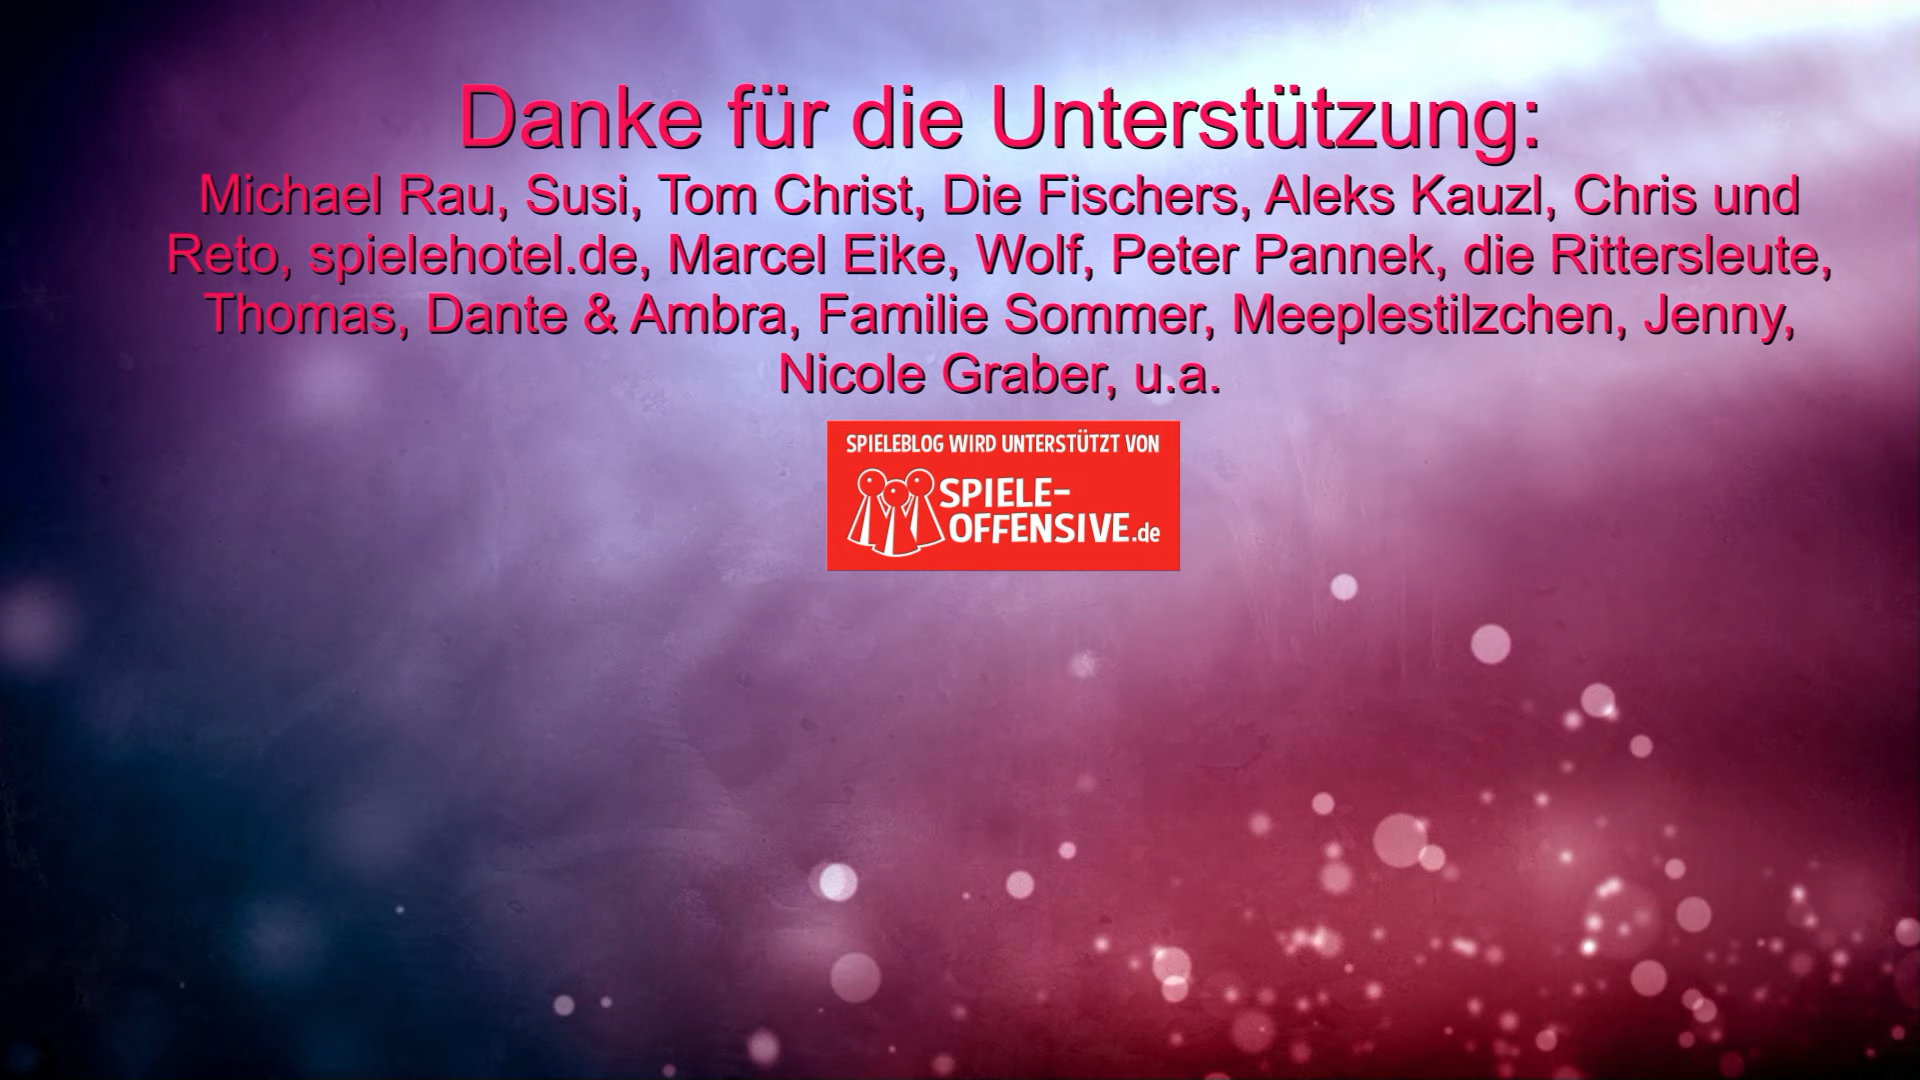 Danke für die Unterstützung:
Michael Rau, Susi, Tom Christ, Die Fischers, Aleks Kauzl, Chris und
Reto, spielehotel.de, Marcel Eike, Wolf, Peter Pannek, die Rittersleute,
Thomas, Dante & Ambra, Familie Sommer, Meeplestilzchen, Jenny,
Nicole Graber, u.a.
SPIELEBLOG WIRD UNTERSTÜTZT VON
SPIELE-
OFFENSIVE.de